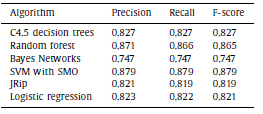 Algorithm Precision Recall F-score
C4.5 decision trees 0.827 0.827 0.827
Random forest 0.871 0.866 0.865
Bayes Networks 0.747 0.747 0.747
SVM with SMO 0.879 0.879 0.879
JRip 0.821 0.819 0.819
Logistic regression 0.823 0.822 0.821